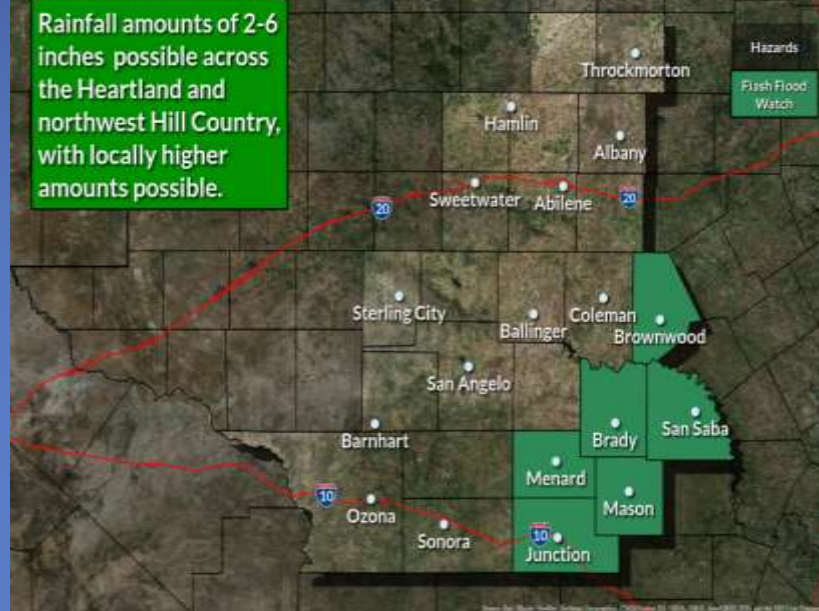 Rainfall amounts of 2-6
inches possible across
the Heartland and
northwest Hill Country,
with locally higher
amounts possible.
Hazards
Flash Flood
Watch
Throckmorton
Hamlin
Albany
Sweetwater
Abilene
20
20
Sterling City
Ballinger
Coleman
Brownwood
San Angelo
Barnhart
Brady
San Saba
Menard
Mason
10
Ozona
Sonora
10
Junction